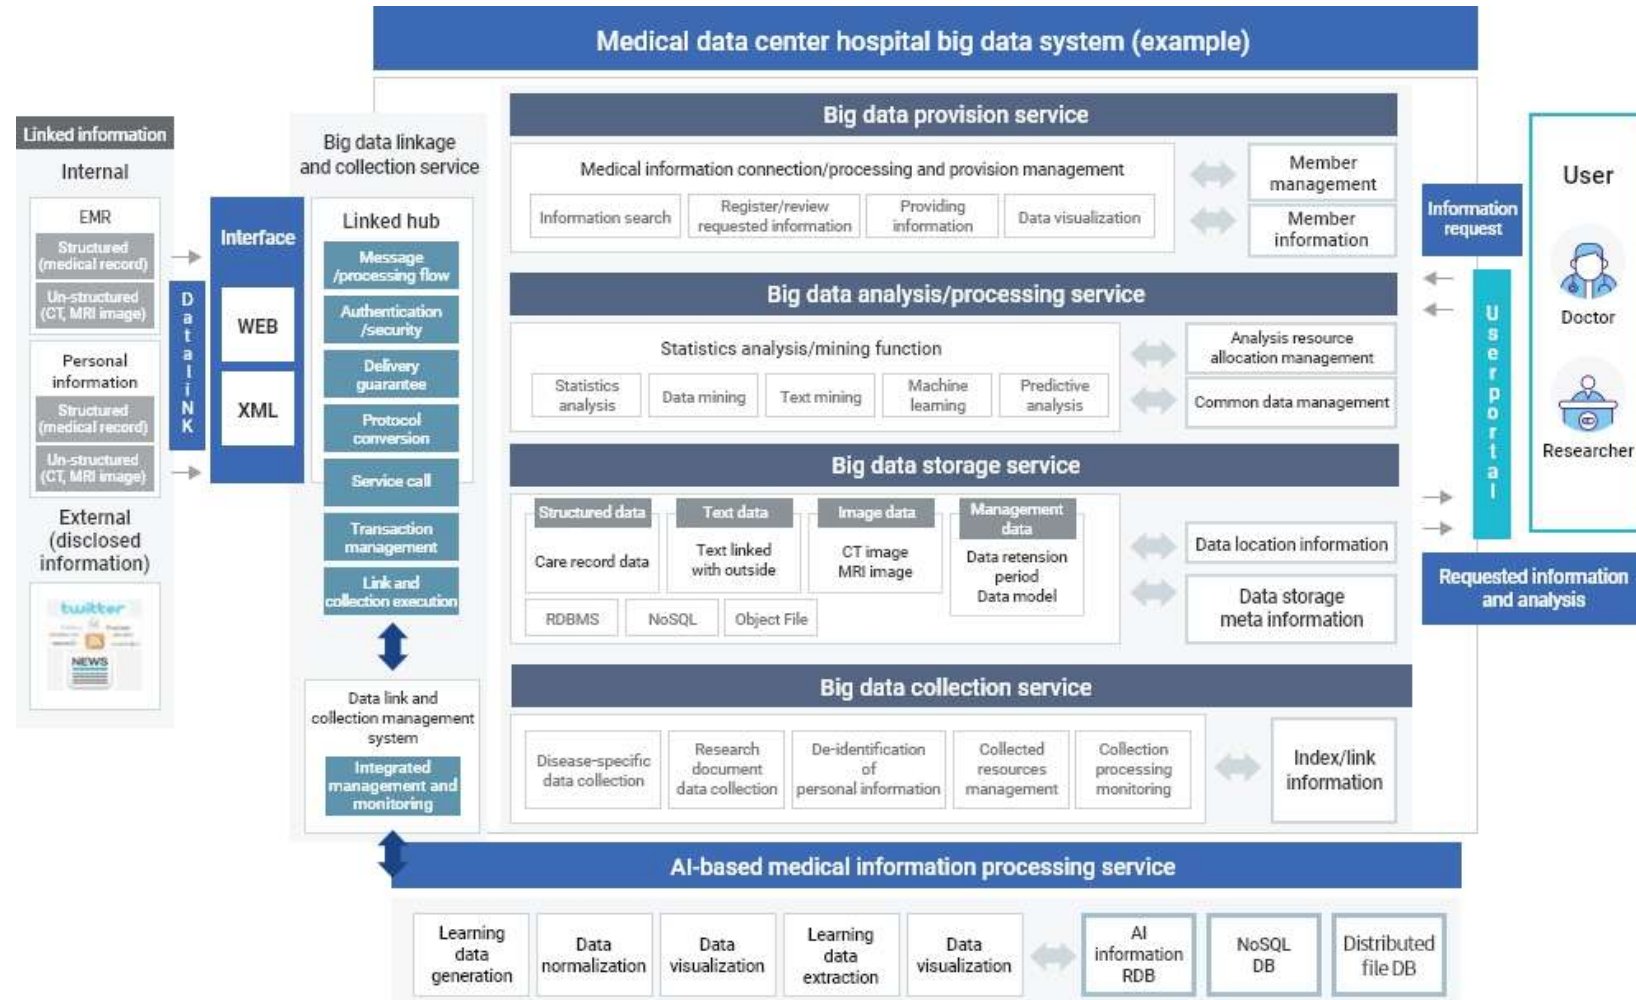 Medical data center hospital big data system (example)
Linked information
Internal
EMR
Structured
(medical record)
Un-structured
(CT, MRI image)
Personal
information
Structured
(medical record)
Un-structured
(CT, MRI image)
External
(disclosed
information)
twitter
NEWS
DataliNK
Interface
WEB
XML
Big data linkage
and collection service
Linked hub
Message
/processing flow
Authentication
/security
Delivery
guarantee
Protocol
conversion
Service call
Transaction
management
Link and
collection execution
Data link and
collection management
system
Integrated
management and
monitoring
Big data provision service
Medical information connection/processing and provision management
Information search
Register/review
requested information
Providing
information
Data visualization
Member
management
Member
information
Big data analysis/processing service
Statistics analysis/mining function
Statistics
analysis
Data mining
Text mining
Machine
learning
Predictive
analysis
Analysis resource
allocation management
Common data management
Big data storage service
Structured data
Care record data
Text data
Text linked
with outside
Image data
CT image
MRI image
Management
data
Data retension
period
Data model
RDBMS
NoSQL
Object File
Data location information
Data storage
meta information
Big data collection service
Disease-specific
data collection
Research
document
data collection
De-identification
of
personal information
Collected
resources
management
Collection
processing
monitoring
Index/link
information
Information
request
Userportal
Requested information
and analysis
User
Doctor
Researcher
AI-based medical information processing service
Learning
data
generation
Data
normalization
Data
visualization
Learning
data
extraction
Data
visualization
AI
information
RDB
NoSQL
DB
Distributed
file DB